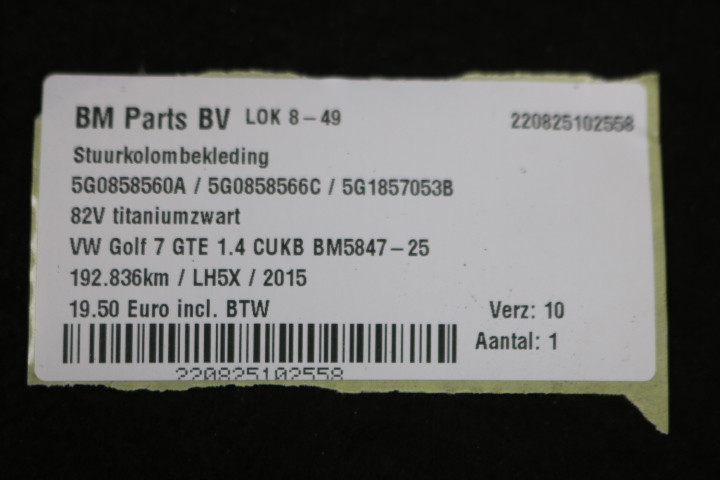 BM Parts BV LOK 8-49 220825102558
Stuurkolombekleding
5G0858560A / 5G0858566C / 5G1857053B
82V titaniumzwart
VW Golf 7 GTE 1.4 CUKB BM5847-25
192.836km / LH5X / 2015
19.50 Euro incl. BTW Verz: 10
Aantal: 1
220825102558